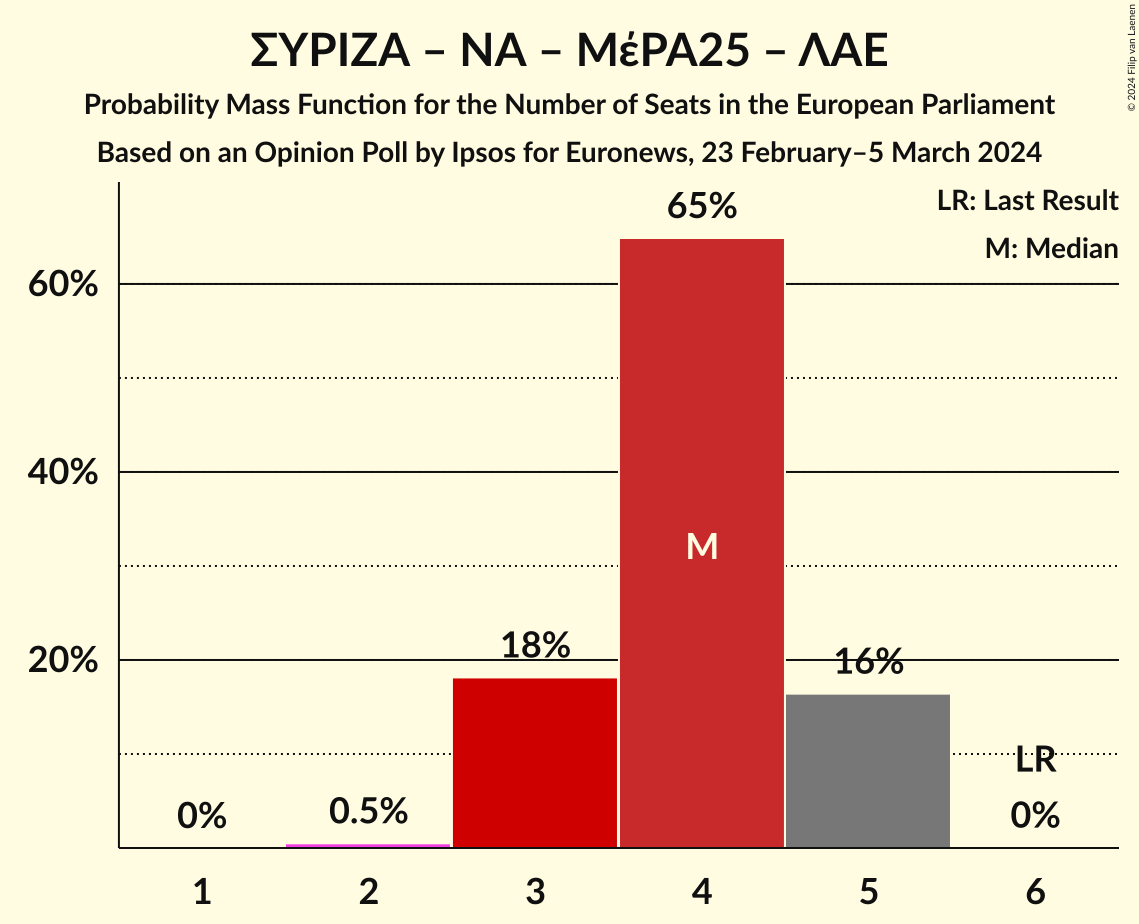 ΣΥΡΙΖΑ – ΝΑ – ΜέΡΑ25 – ΛΑΕ
Probability Mass Function for the Number of Seats in the European Parliament
Based on an Opinion Poll by Ipsos for Euronews, 23 February–5 March 2024
© 2024 Filip van Laenen
LR: Last Result
M: Median
65%
60%
40%
M
20%
18%
16%
LR
0%
0.5%
0%
1
2
3
4
5
6